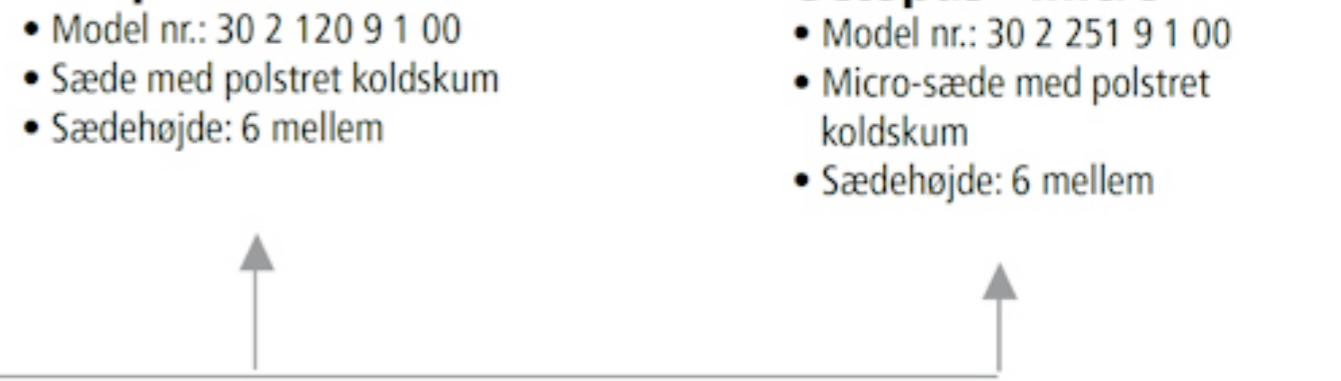 • Model nr.: 30 2 120 9 1 00
• Sæde med polstret koldskum
• Sædehøjde: 6 mellem
• Model nr.: 30 2 251 9 1 00
• Micro-sæde med polstret
koldskum
• Sædehøjde: 6 mellem